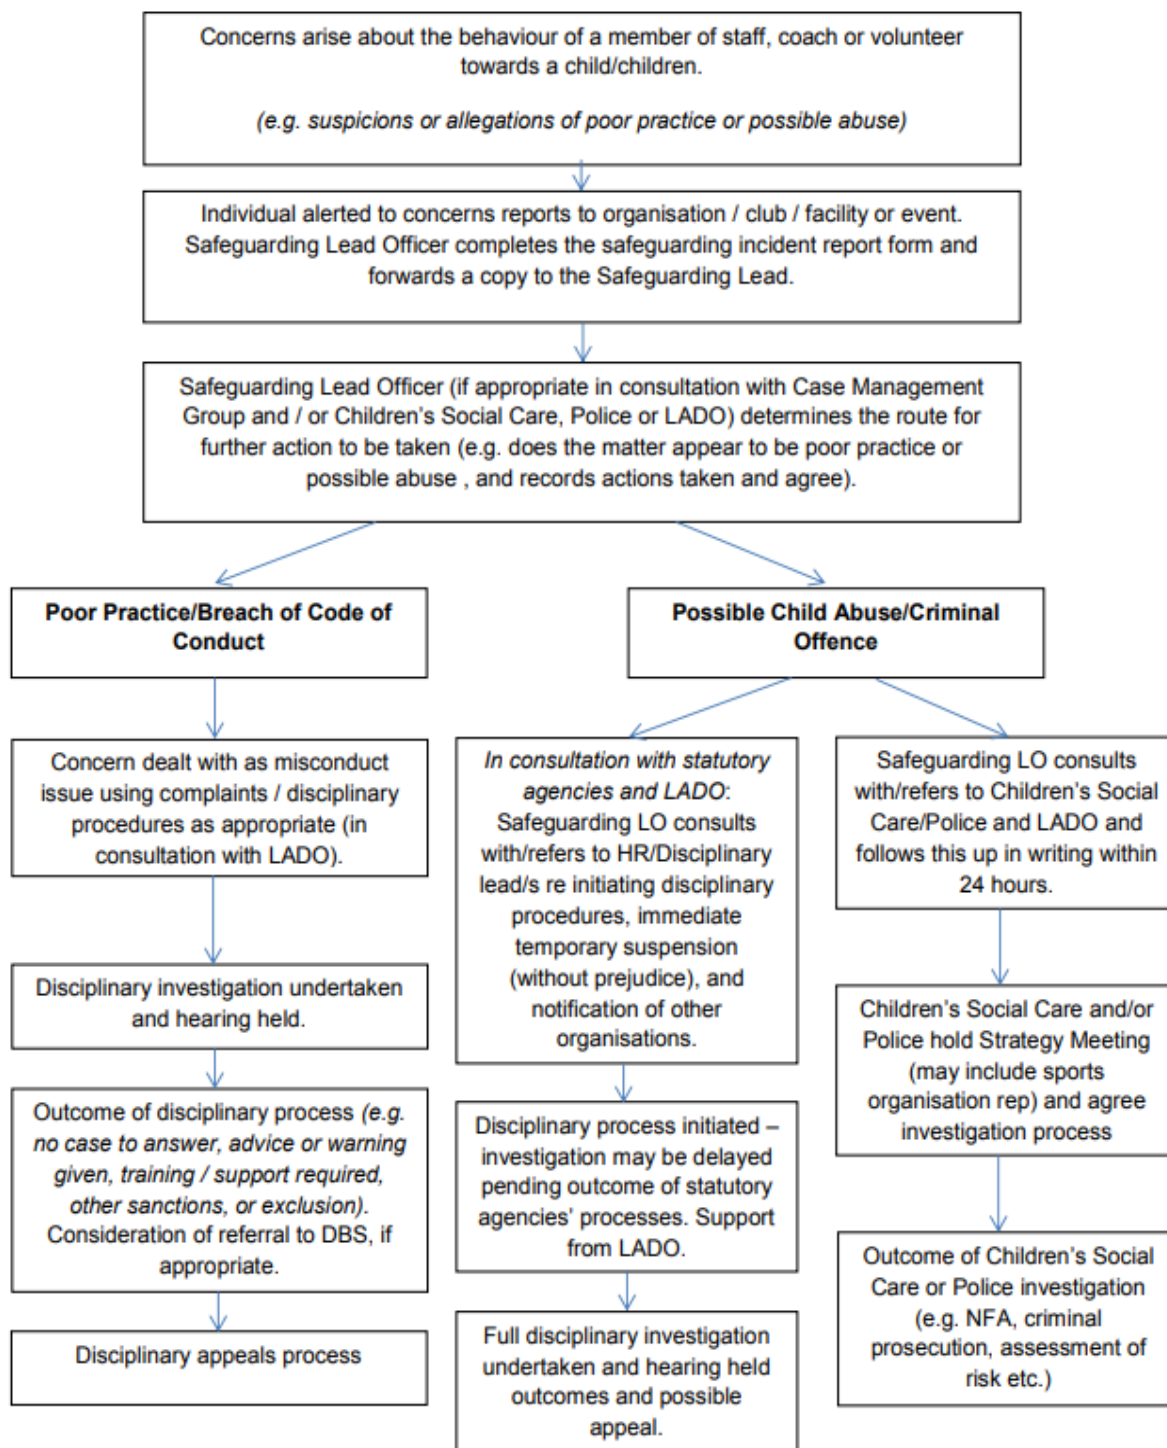 Concerns arise about the behaviour of a member of staff, coach or volunteer
towards a child/children.
(e.g. suspicions or allegations of poor practice or possible abuse)
Individual alerted to concerns reports to organisation / club / facility or event.
Safeguarding Lead Officer completes the safeguarding incident report form and
forwards a copy to the Safeguarding Lead.
Safeguarding Lead Officer (if appropriate in consultation with Case Management
Group and / or Children's Social Care, Police or LADO) determines the route for
further action to be taken (e.g. does the matter appear to be poor practice or
possible abuse , and records actions taken and agree).
Poor Practice/Breach of Code of
Conduct
Concern dealt with as misconduct
issue using complaints / disciplinary
procedures as appropriate (in
consultation with LADO).
Disciplinary investigation undertaken
and hearing held.
Outcome of disciplinary process (e.g.
no case to answer, advice or warning
given, training / support required,
other sanctions, or exclusion).
Consideration of referral to DBS, if
appropriate.
Disciplinary appeals process
Possible Child Abuse/Criminal
Offence
In consultation with statutory
agencies and LADO:
Safeguarding LO consults
with/refers to HR/Disciplinary
lead/s re initiating disciplinary
procedures, immediate
temporary suspension
(without prejudice), and
notification of other
organisations.
Disciplinary process initiated –
investigation may be delayed
pending outcome of statutory
agencies' processes. Support
from LADO.
Full disciplinary investigation
undertaken and hearing held
outcomes and possible
appeal.
Safeguarding LO consults
with/refers to Children's Social
Care/Police and LADO and
follows this up in writing within
24 hours.
Children's Social Care and/or
Police hold Strategy Meeting
(may include sports
organisation rep) and agree
investigation process
Outcome of Children's Social
Care or Police investigation
(e.g. NFA, criminal
prosecution, assessment of
risk etc.)